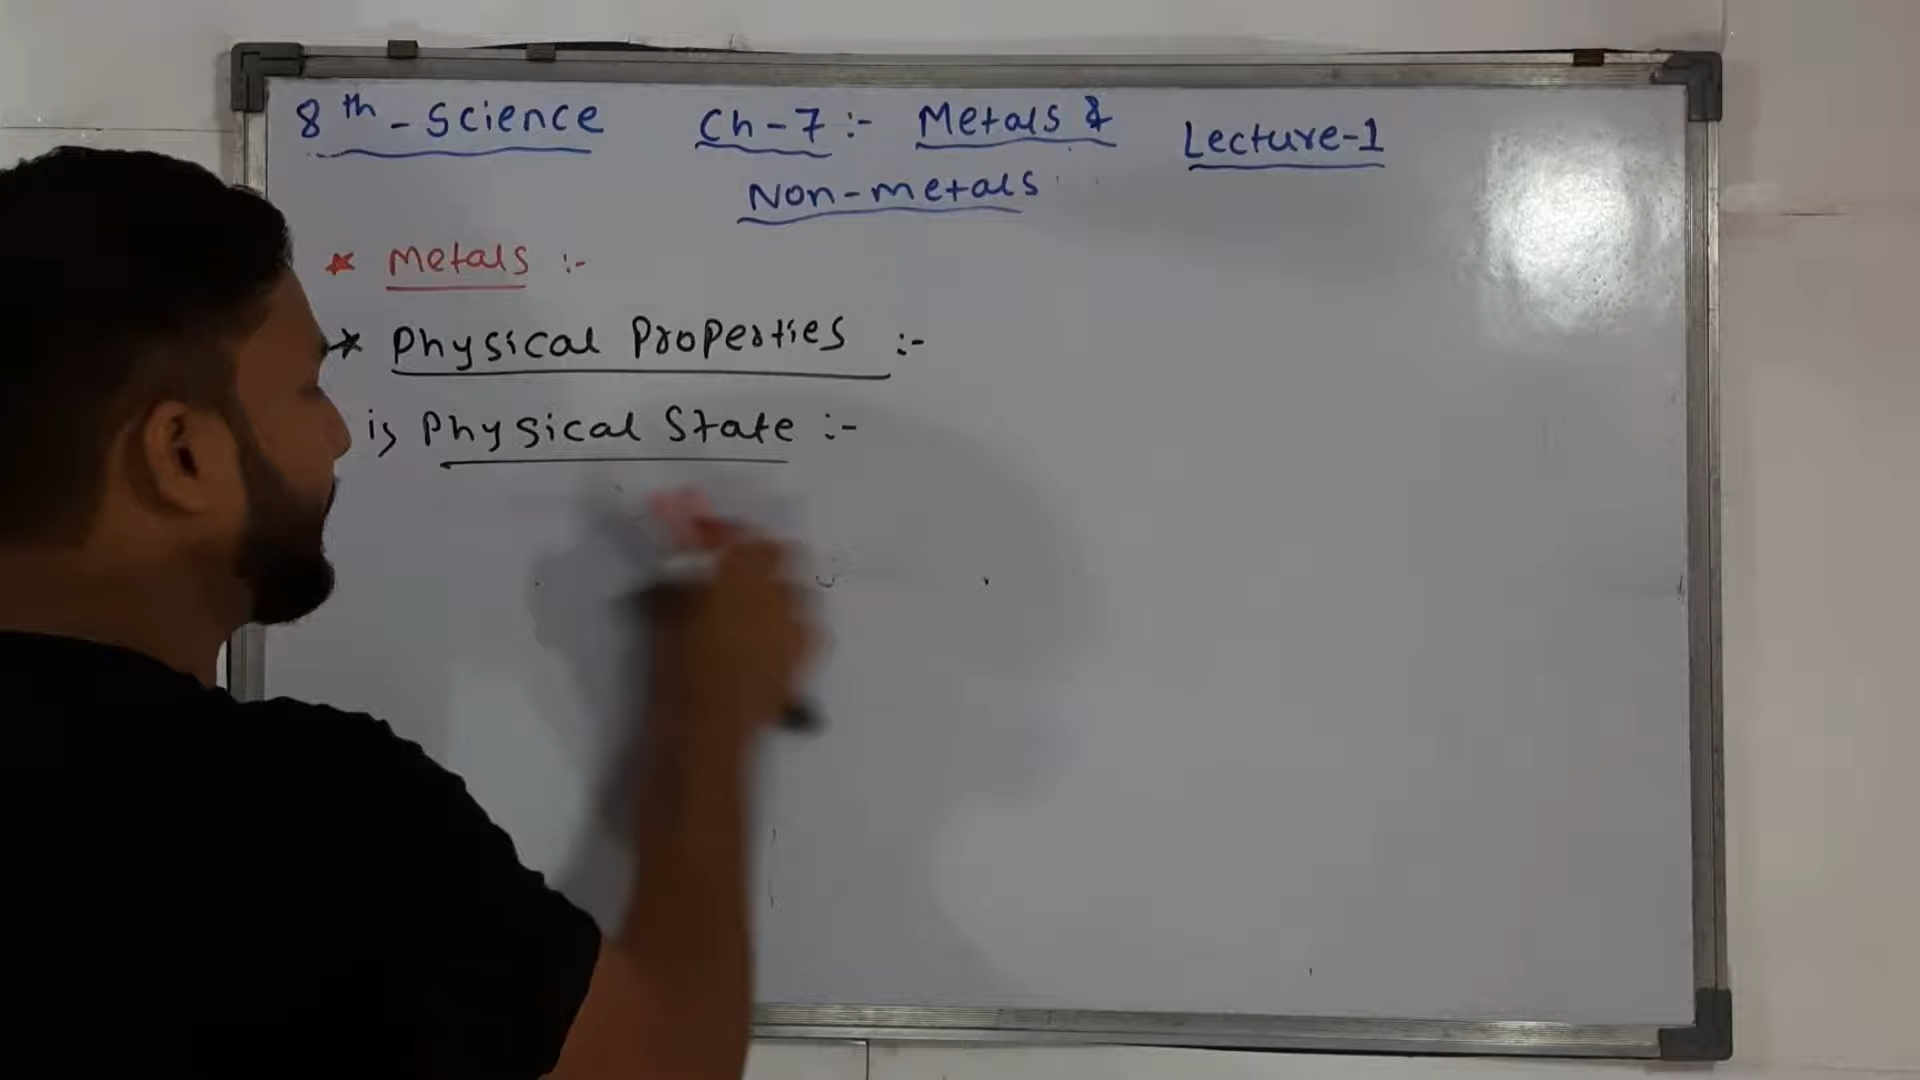 8th - Science Ch-7 :- Metals & Lecture-1
Non-metals
* Metals :-
* Physical Properties :-
i) Physical State :-